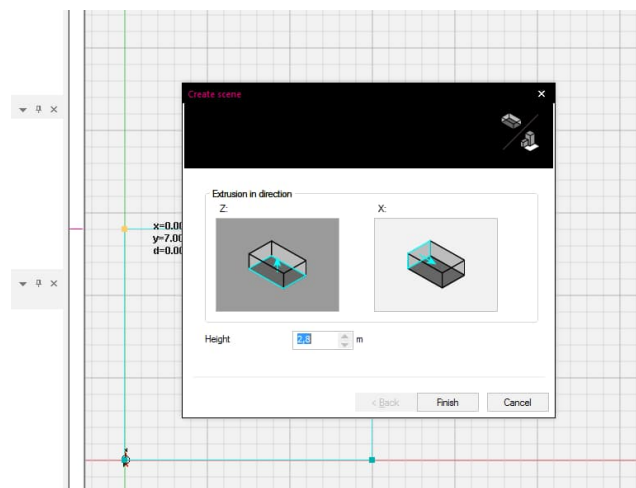 Create scene
Extrusion in direction
Z:
X:
x=0.00
y=7.00
d=0.00
Height
2,8
m
< Back
Finish
Cancel